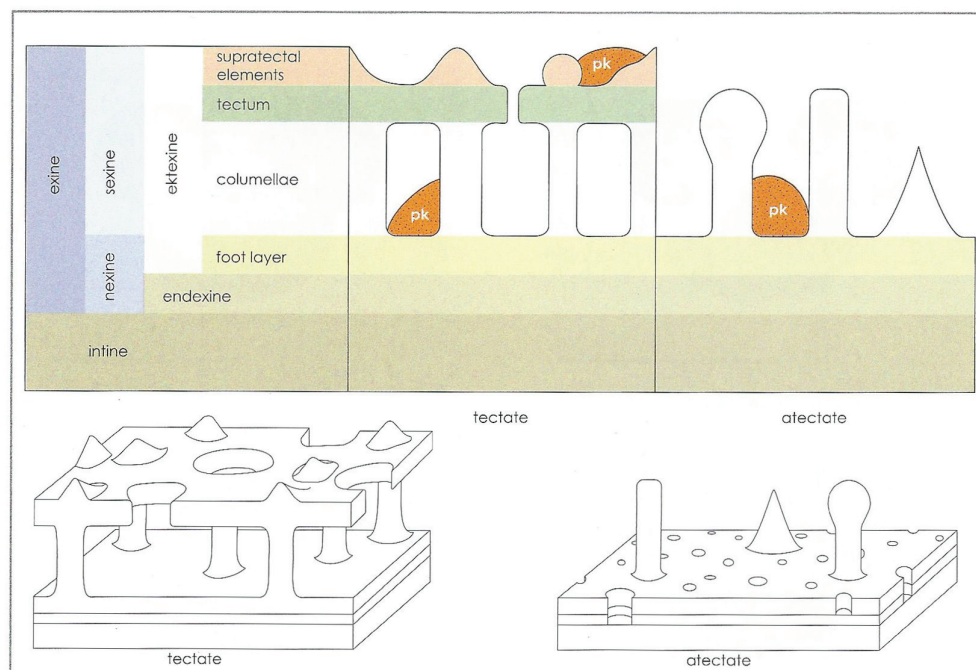 supratectal
elements
pk
tectum
exine
sexine
ektexine
columellae
pk
pk
nexine
foot layer
endexine
intine
tectate
atectate
tectate
atectate